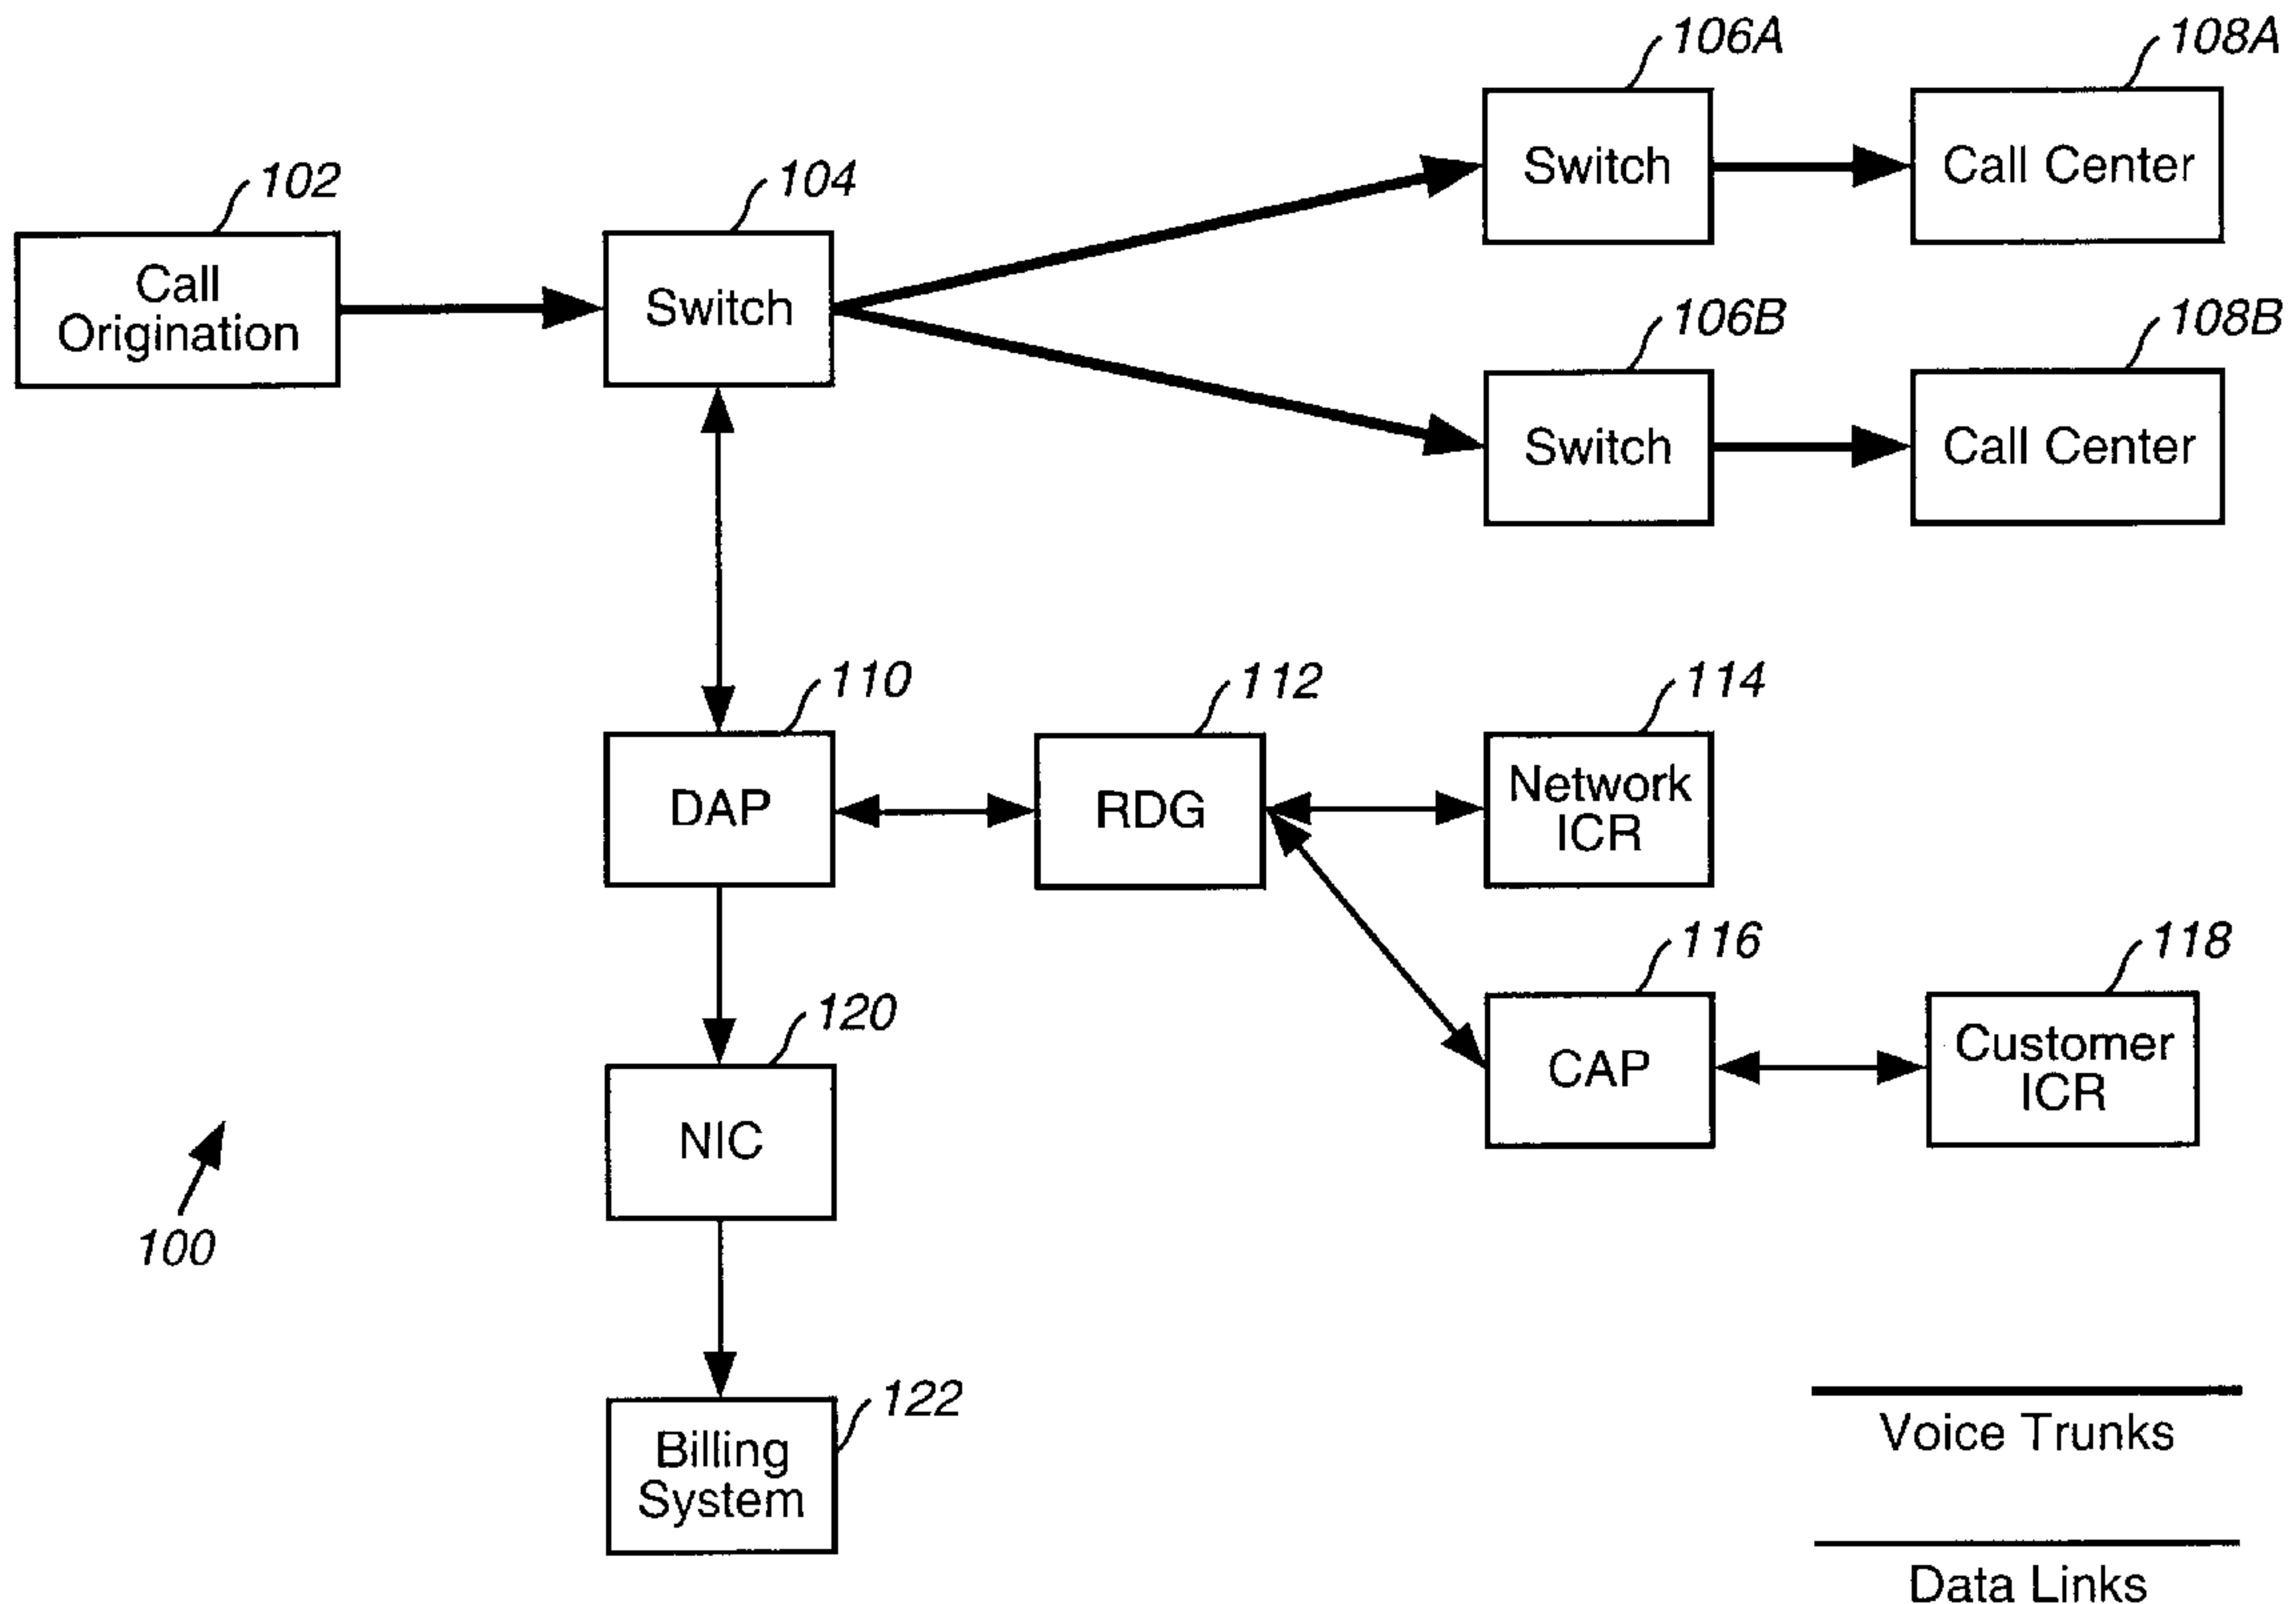 106A
108A
Switch
Call Center
102
104
Call
Origination
Switch
106B
108B
Switch
Call Center
110
112
114
DAP
RDG
Network
ICR
116
118
CAP
Customer
ICR
120
NIC
100
122
Billing
System
Voice Trunks
Data Links